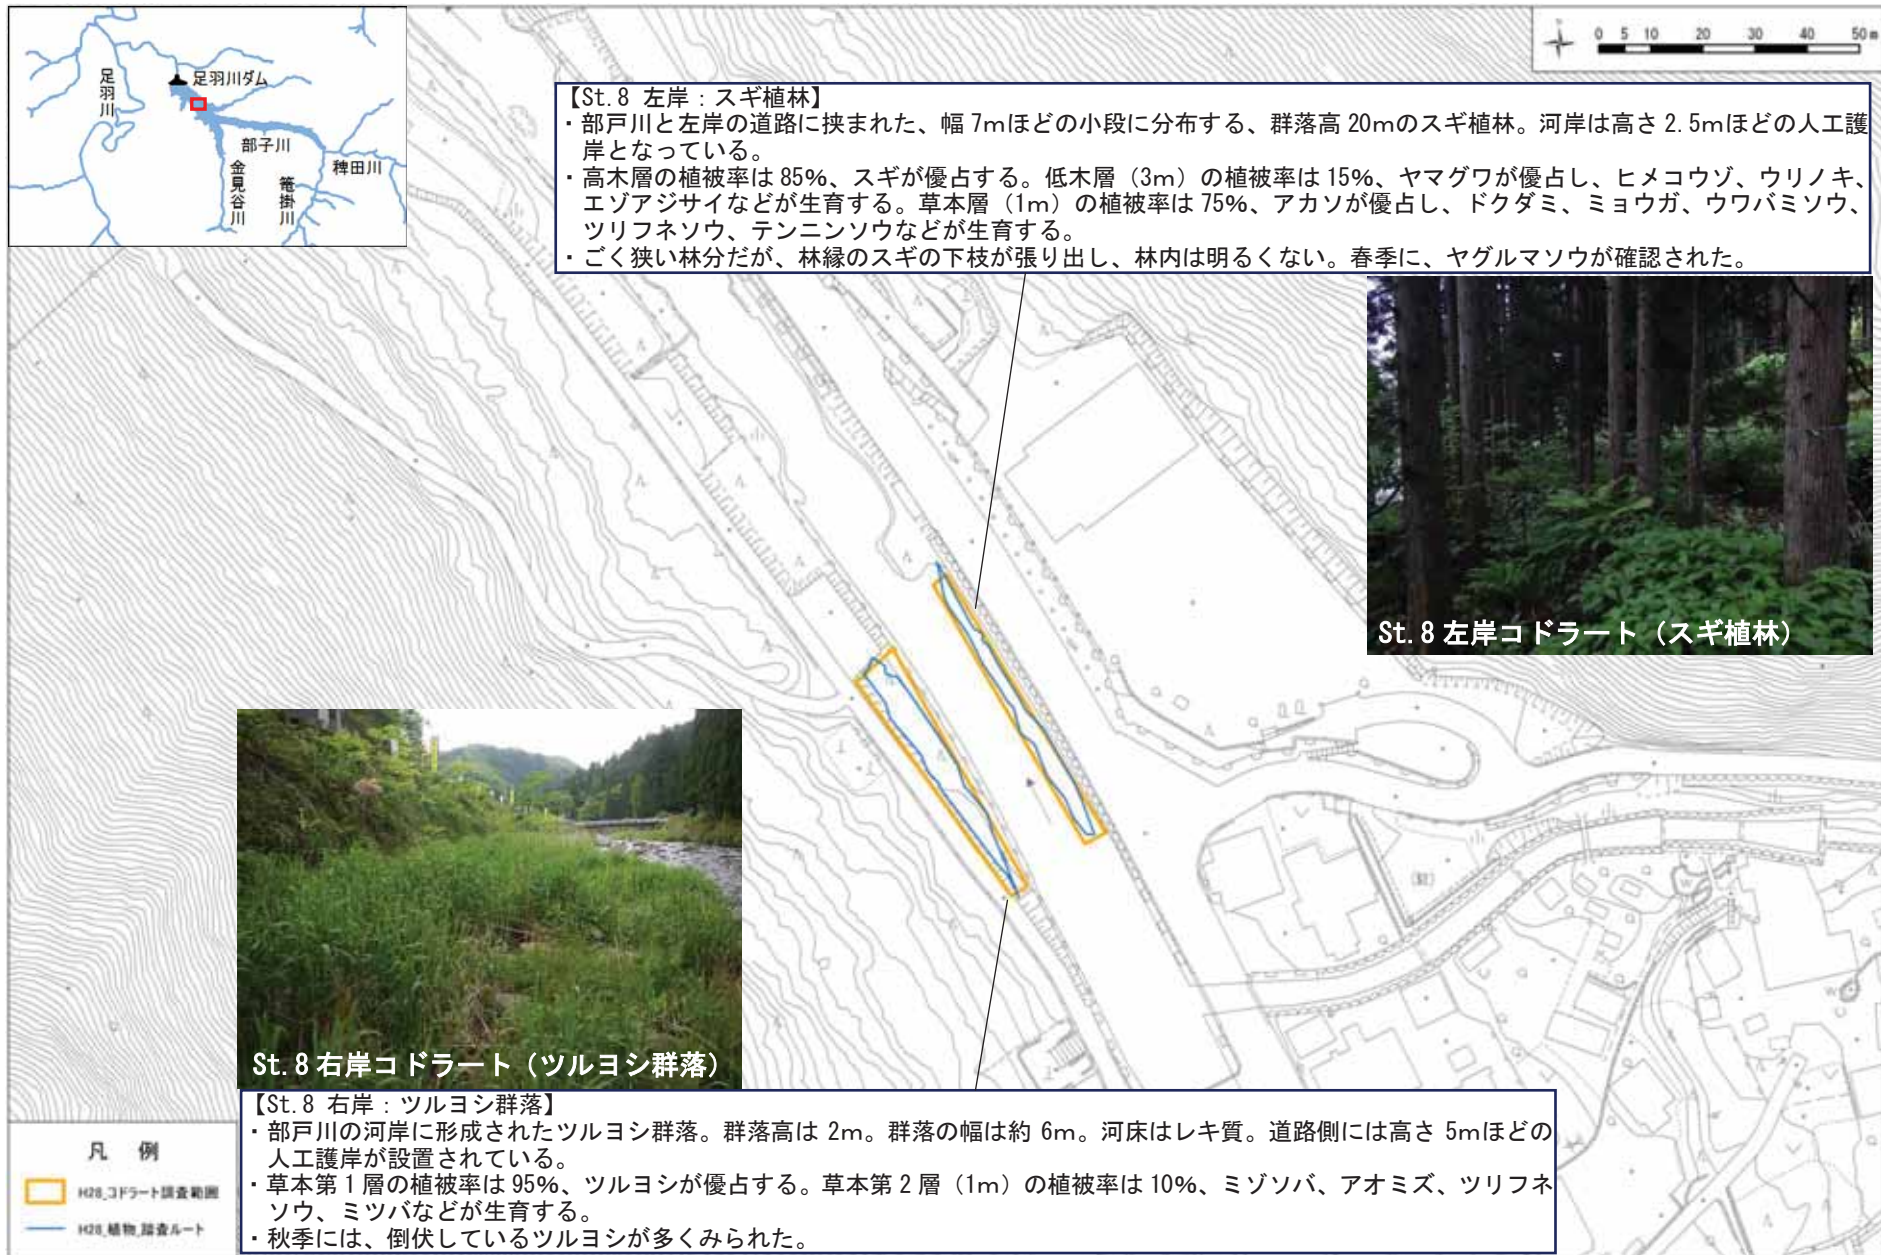 足羽川
足羽川ダム
部子川
金見谷川
篭掛川
稗田川
0 5 10 20 30 40 50m
【St.8 左岸：スギ植林】
・部戸川と左岸の道路に挟まれた、幅 7mほどの小段に分布する、群落高 20mのスギ植林。河岸は高さ 2.5mほどの人工護
岸となっている。
・高木層の植被率は 85%、スギが優占する。低木層（3m）の植被率は 15%、ヤマグワが優占し、ヒメコウゾ、ウリノキ、
エゾアジサイなどが生育する。草本層（1m）の植被率は 75%、アカソが優占し、ドクダミ、ミョウガ、ウワバミソウ、
ツリフネソウ、テンニンソウなどが生育する。
・ごく狭い林分だが、林縁のスギの下枝が張り出し、林内は明るくない。春季に、ヤグルマソウが確認された。
St.8 左岸コドラート（スギ植林）
St.8 右岸コドラート（ツルヨシ群落）
【St.8 右岸：ツルヨシ群落】
・部戸川の河岸に形成されたツルヨシ群落。群落高は 2m。群落の幅は約 6m。河床はレキ質。道路側には高さ 5mほどの
人工護岸が設置されている。
・草本第 1 層の植被率は 95%、ツルヨシが優占する。草本第 2 層（1m）の植被率は 10%、ミゾソバ、アオミズ、ツリフネ
ソウ、ミツバなどが生育する。
・秋季には、倒伏しているツルヨシが多くみられた。
凡 例
H28_コドラート調査範囲
H28_植物_踏査ルート